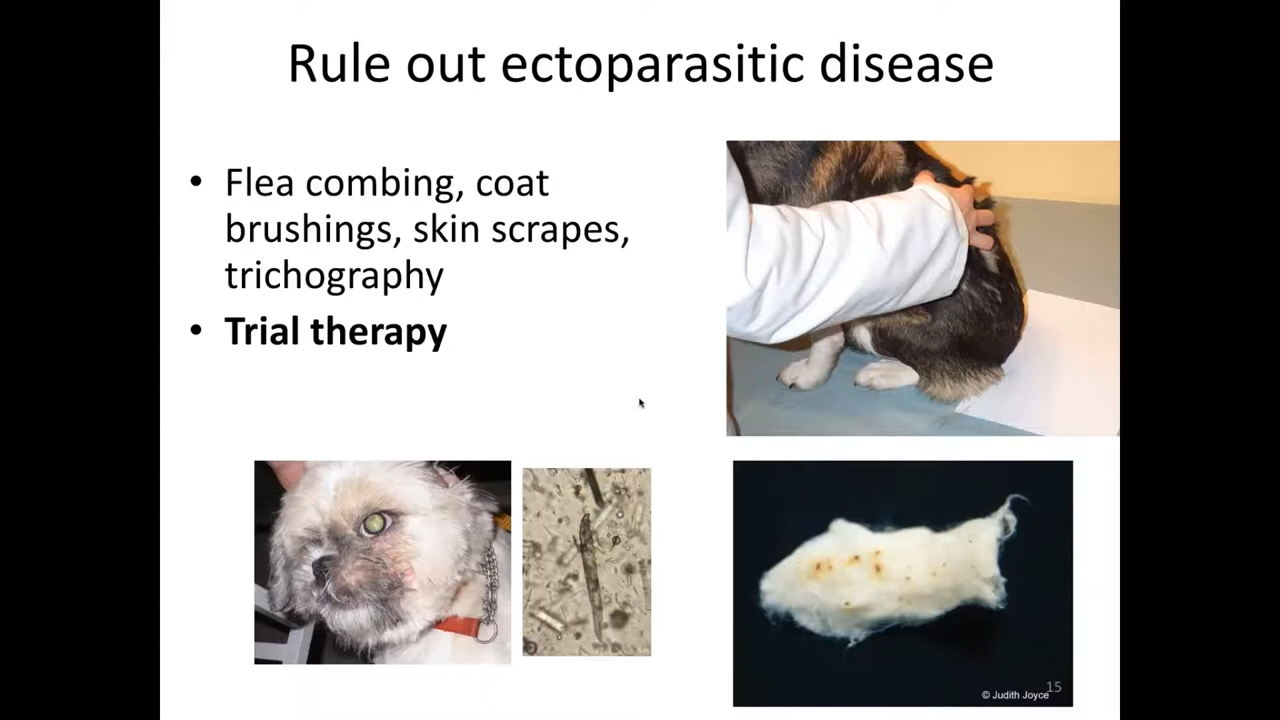 Rule out ectoparasitic disease
• Flea combing, coat
brushings, skin scrapes,
trichography
• Trial therapy
© Judith Joyce
15